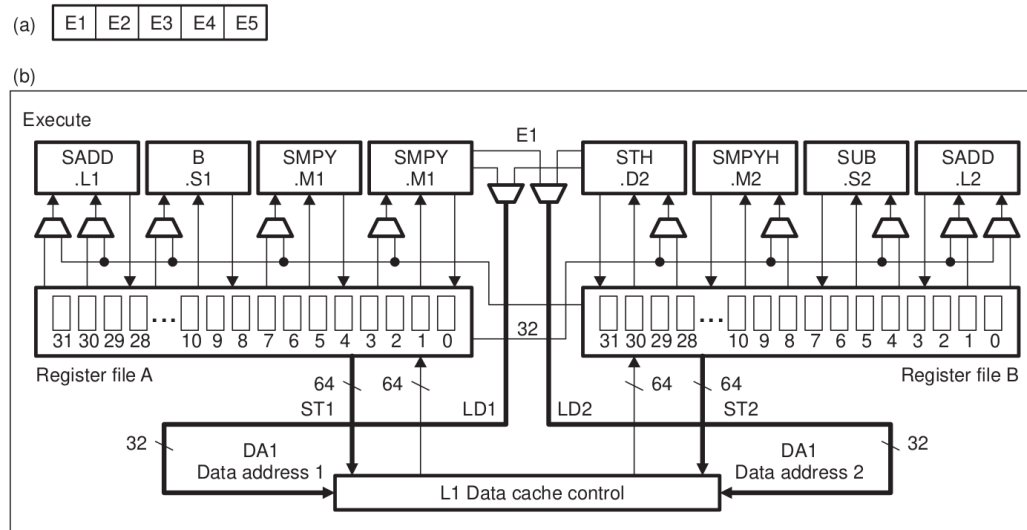 (a) E1 E2 E3 E4 E5
(b)
Execute
E1
SADD B SMPY SMPY STH SMPYH SUB SADD
.L1 .S1 .M1 .M1 .D2 .M2 .S2 .L2
31 30 29 28 ... 10 9 8 7 6 5 4 3 2 1 0 32 31 30 29 28 ... 10 9 8 7 6 5 4 3 2 1 0
Register file A Register file B
64 64 64 64
ST1 LD1 LD2 ST2
32 32
DA1 DA1
Data address 1 Data address 2
L1 Data cache control